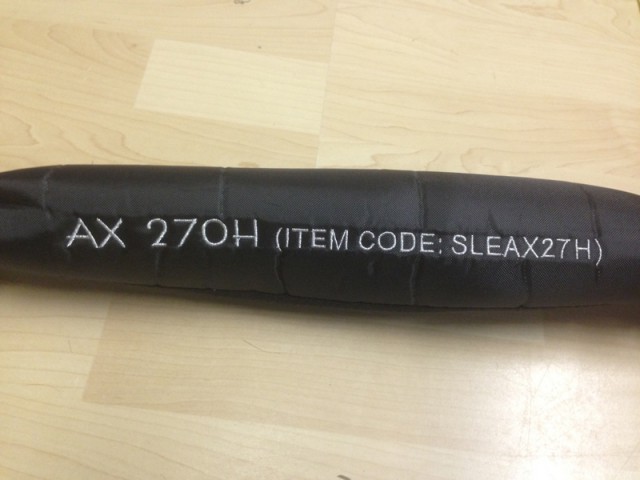 AX 270H (ITEM CODE: SLEAX27H)